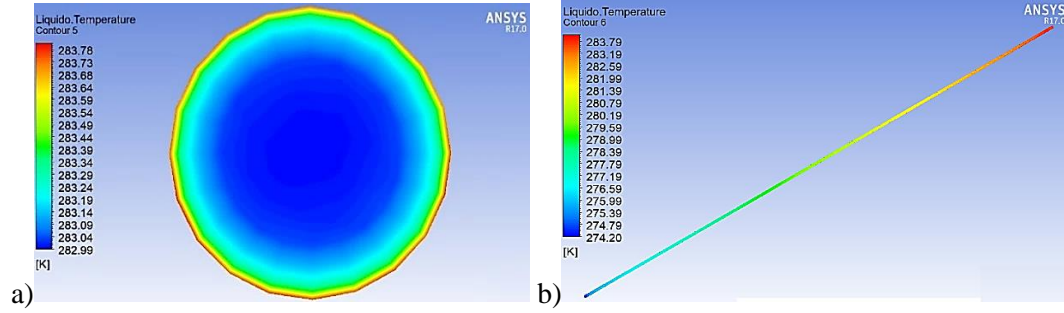 Liquido.Temperature
Contour 5
283.78
283.73
283.68
283.64
283.59
283.54
283.49
283.44
283.39
283.34
283.29
283.24
283.19
283.14
283.09
283.04
282.99
[K]
ANSYS
R17.0
a)
Liquido.Temperature
Contour 6
283.79
283.19
282.59
281.99
281.39
280.79
280.19
279.59
278.99
278.39
277.79
277.19
276.59
275.99
275.39
274.79
274.20
[K]
ANSYS
R17.0
b)